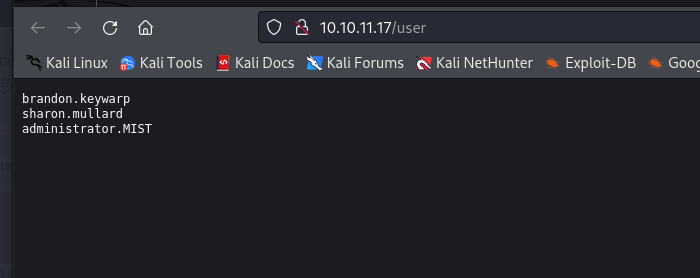 10.10.11.17/user
Kali Linux Kali Tools Kali Docs Kali Forums Kali NetHunter Exploit-DB Goog
brandon.keywarp
sharon.mullard
administrator.MIST